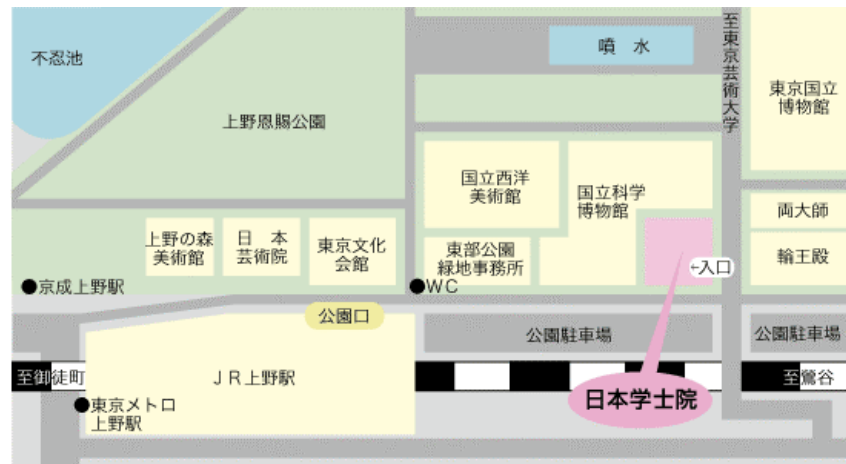 不忍池
上野恩賜公園
噴　水
至東京芸術大学
東京国立
博物館
国立西洋
美術館
国立科学
博物館
両大師
上野の森
美術館
日　本
芸術院
東京文化
会館
東部公園
緑地事務所
←入口
輪王殿
●京成上野駅
●WC
公園口
公園駐車場
公園駐車場
至御徒町
JR上野駅
至鶯谷
日本学士院
●東京メトロ
上野駅